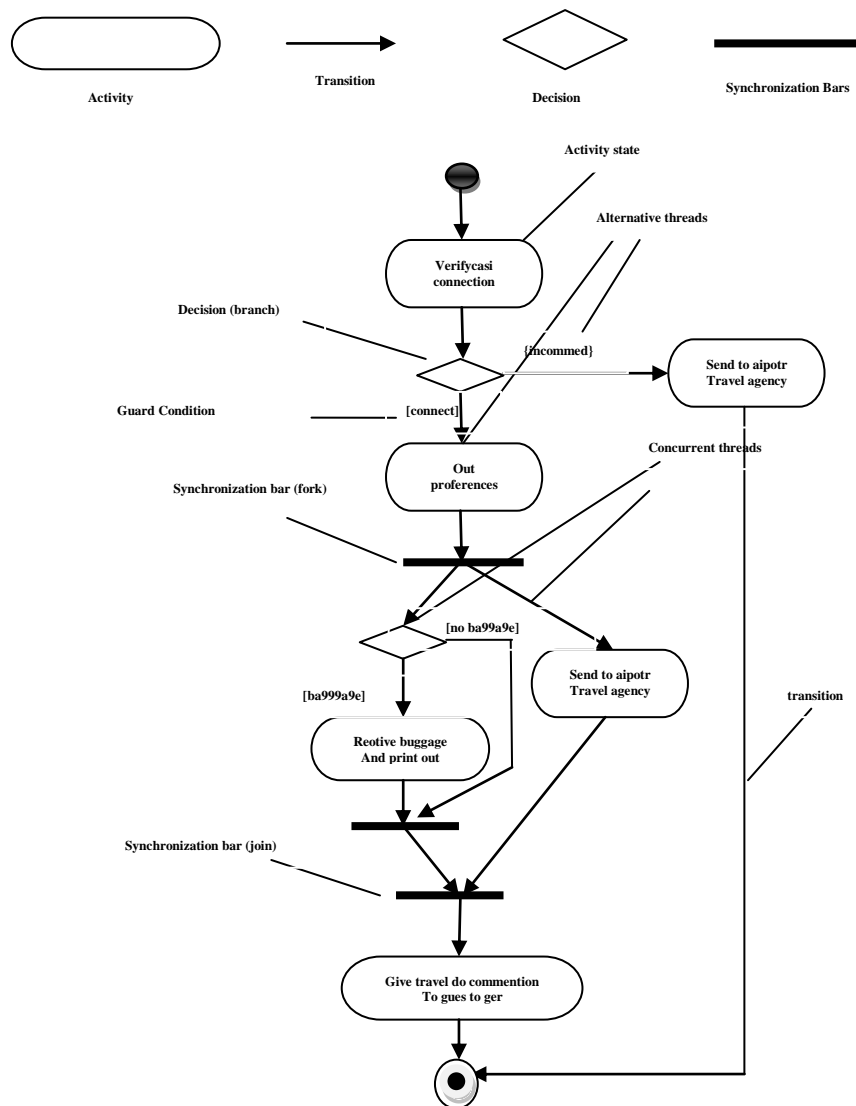 Activity
Transition
Decision
Synchronization Bars
Activity state
Alternative threads
Verifycasi
connection
Decision (branch)
{incommed}
Send to aipotr
Travel agency
Guard Condition
[connect]
Out
proferences
Concurrent threads
Synchronization bar (fork)
[no ba99a9e]
Send to aipotr
Travel agency
[ba999a9e]
transition
Reotive buggage
And print out
Synchronization bar (join)
Give travel do commention
To gues to ger